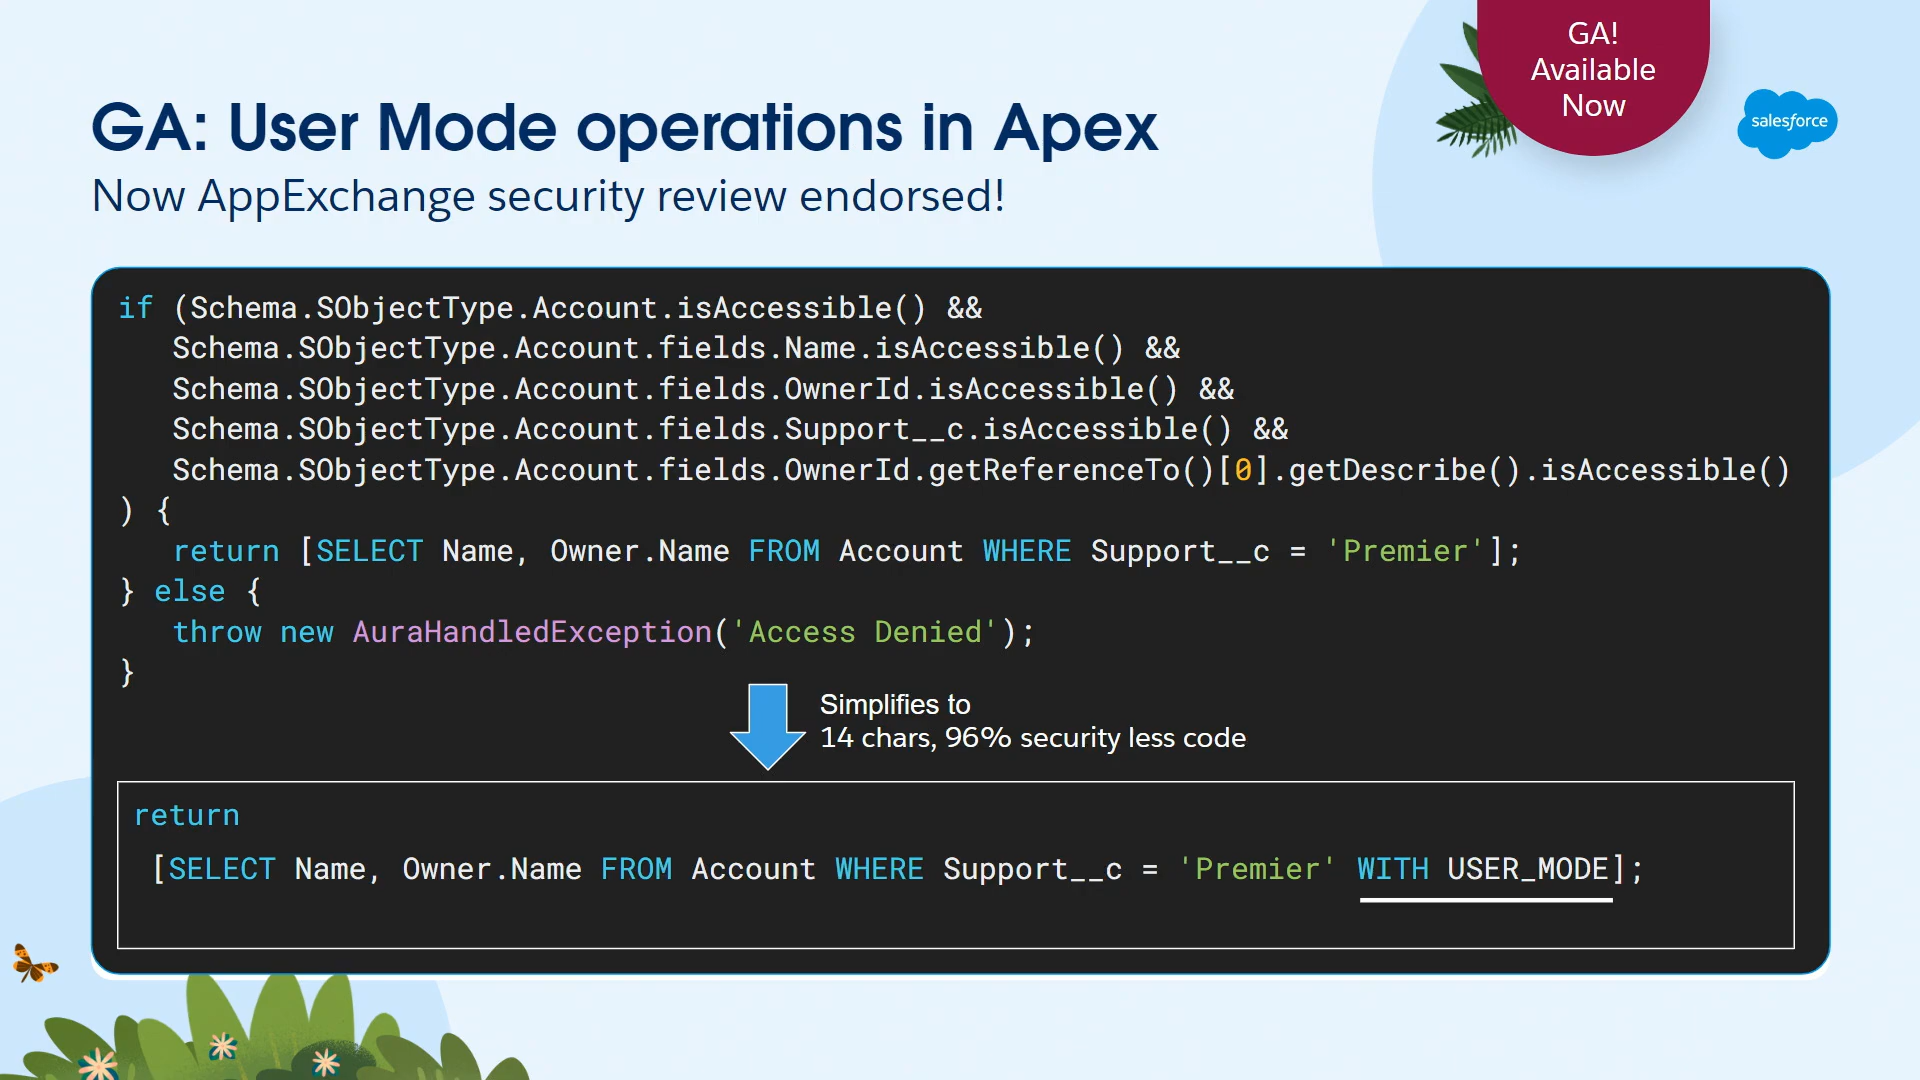 GA!
Available
Now
salesforce
GA: User Mode operations in Apex
Now AppExchange security review endorsed!
if (Schema.SObjectType.Account.isAccessible() &&
   Schema.SObjectType.Account.fields.Name.isAccessible() &&
   Schema.SObjectType.Account.fields.OwnerId.isAccessible() &&
   Schema.SObjectType.Account.fields.Support__c.isAccessible() &&
   Schema.SObjectType.Account.fields.OwnerId.getReferenceTo()[0].getDescribe().isAccessible()
) {
   return [SELECT Name, Owner.Name FROM Account WHERE Support__c = 'Premier'];
} else {
   throw new AuraHandledException('Access Denied');
}
Simplifies to
14 chars, 96% security less code
return
[SELECT Name, Owner.Name FROM Account WHERE Support__c = 'Premier' WITH USER_MODE];